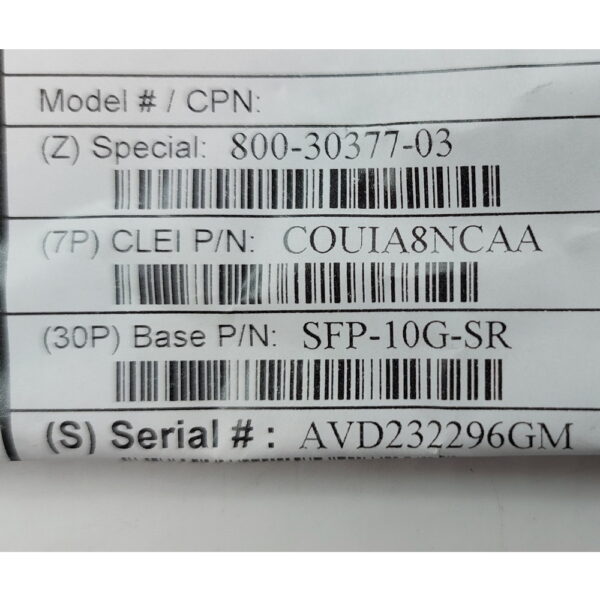 Model # / CPN:
(Z) Special: 800-30377-03
(7P) CLEI P/N: COUIA8NCAA
(30P) Base P/N: SFP-10G-SR
(S) Serial # : AVD232296GM